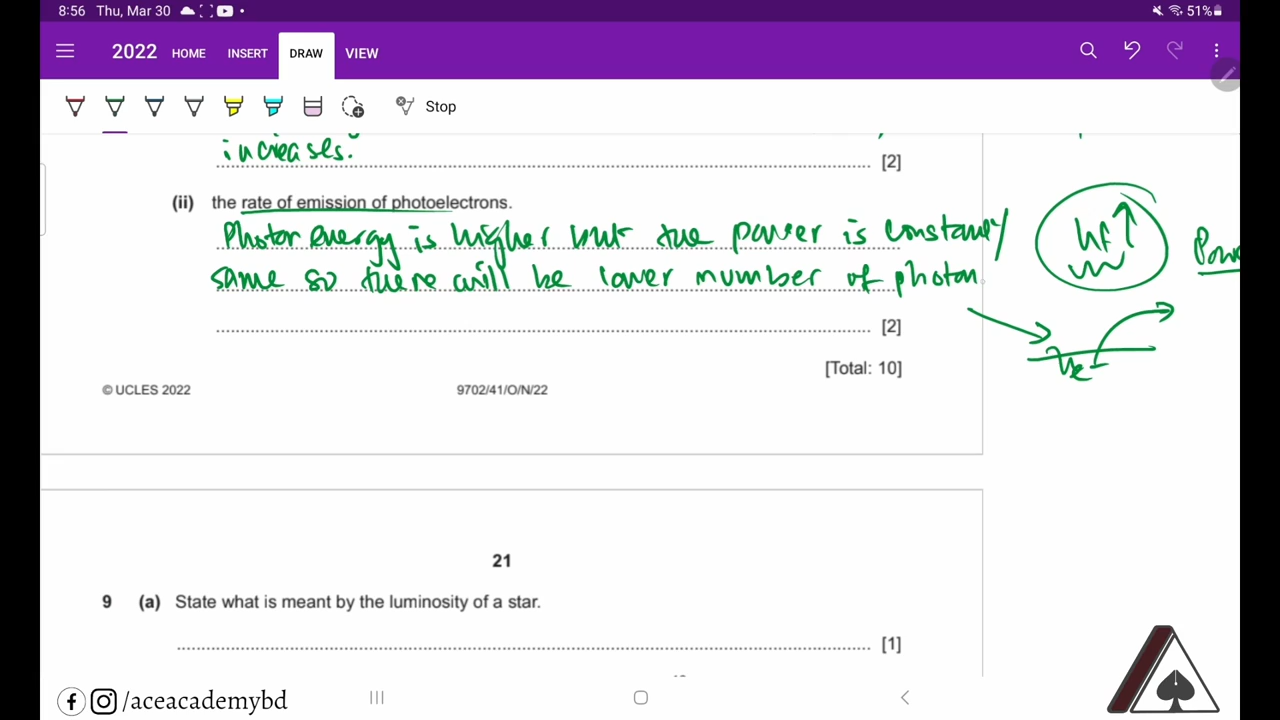 8:56 Thu, Mar 30 51%
2022 HOME INSERT DRAW VIEW
Stop
increases. [2]
(ii) the rate of emission of photoelectrons.
Photon energy is higher but the power is constant/
same so there will be lower number of photon.
[2]
[Total: 10]
© UCLES 2022 9702/41/O/N/22
hf↑
21
9 (a) State what is meant by the luminosity of a star.
[1]
/aceacademybd